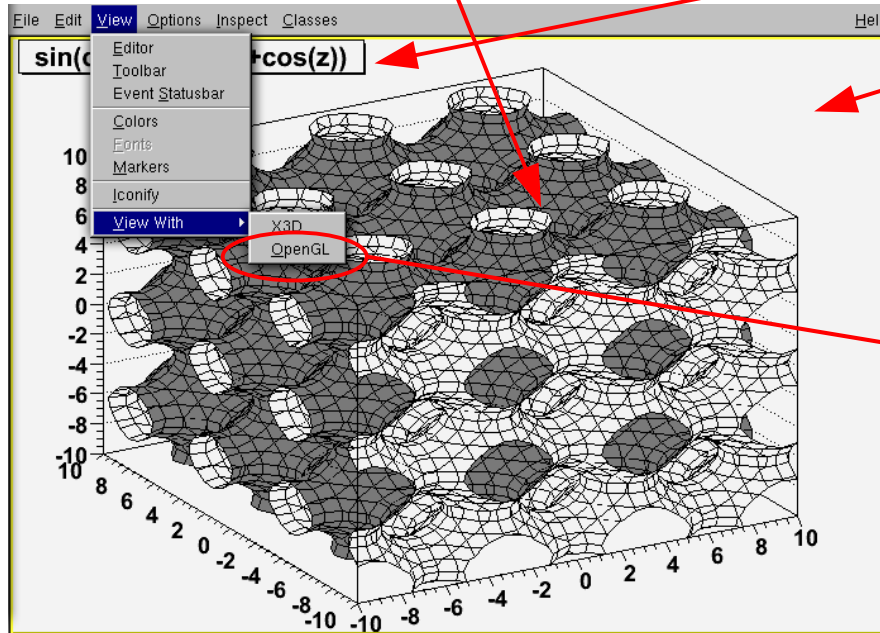 File Edit View Options Inspect Classes Hel
sin(c +cos(z))
Editor
Toolbar
Event Statusbar
Colors
Fonts
Markers
Iconify
View With
X3D
OpenGL
10
8
6
4
2
0
-2
-4
-6
-8
-10
10
8
6
4
2
0
-2
-4
-6
-8
-10
-10
-8
-6
-4
-2
0
2
4
6
8
10